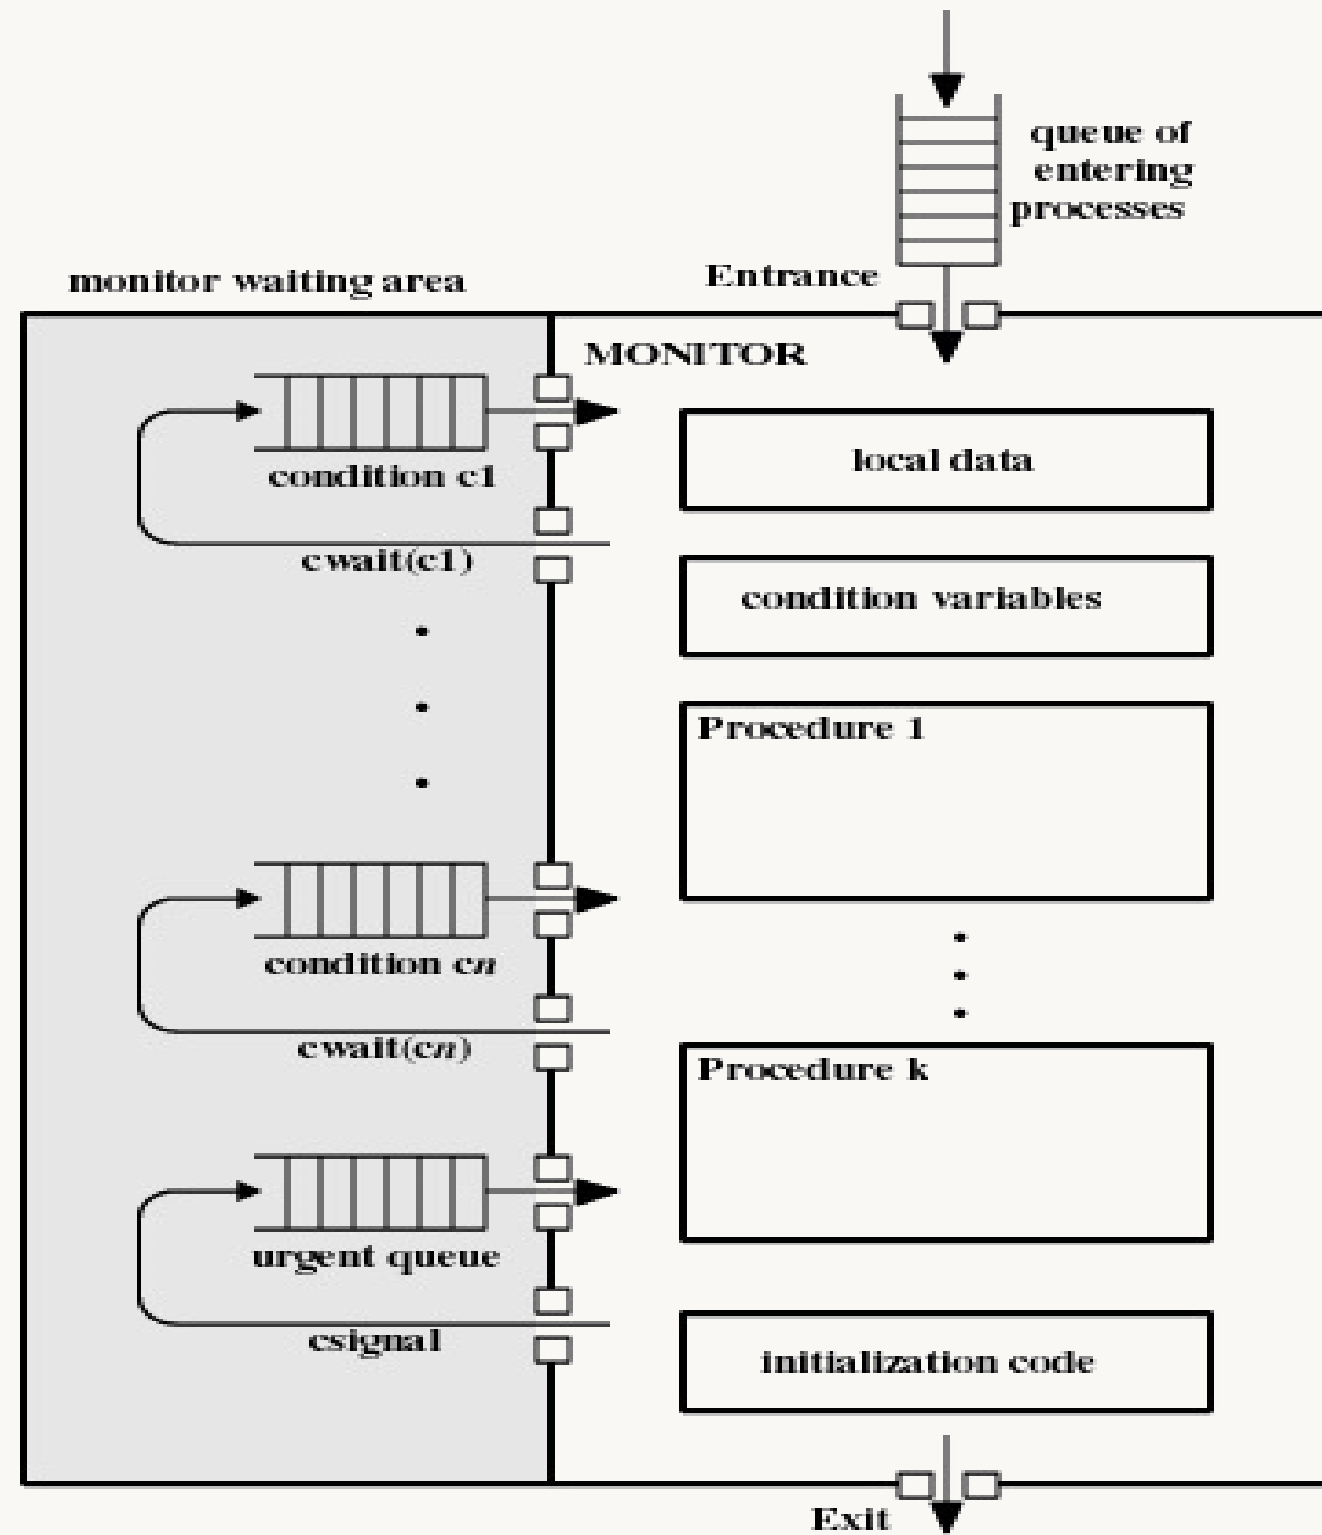 queue of
entering
processes
Entrance
monitor waiting area
MONITOR
condition c1
cwait(c1)
local data
condition variables
Procedure 1
condition cn
cwait(cn)
Procedure k
urgent queue
csignal
initialization code
Exit